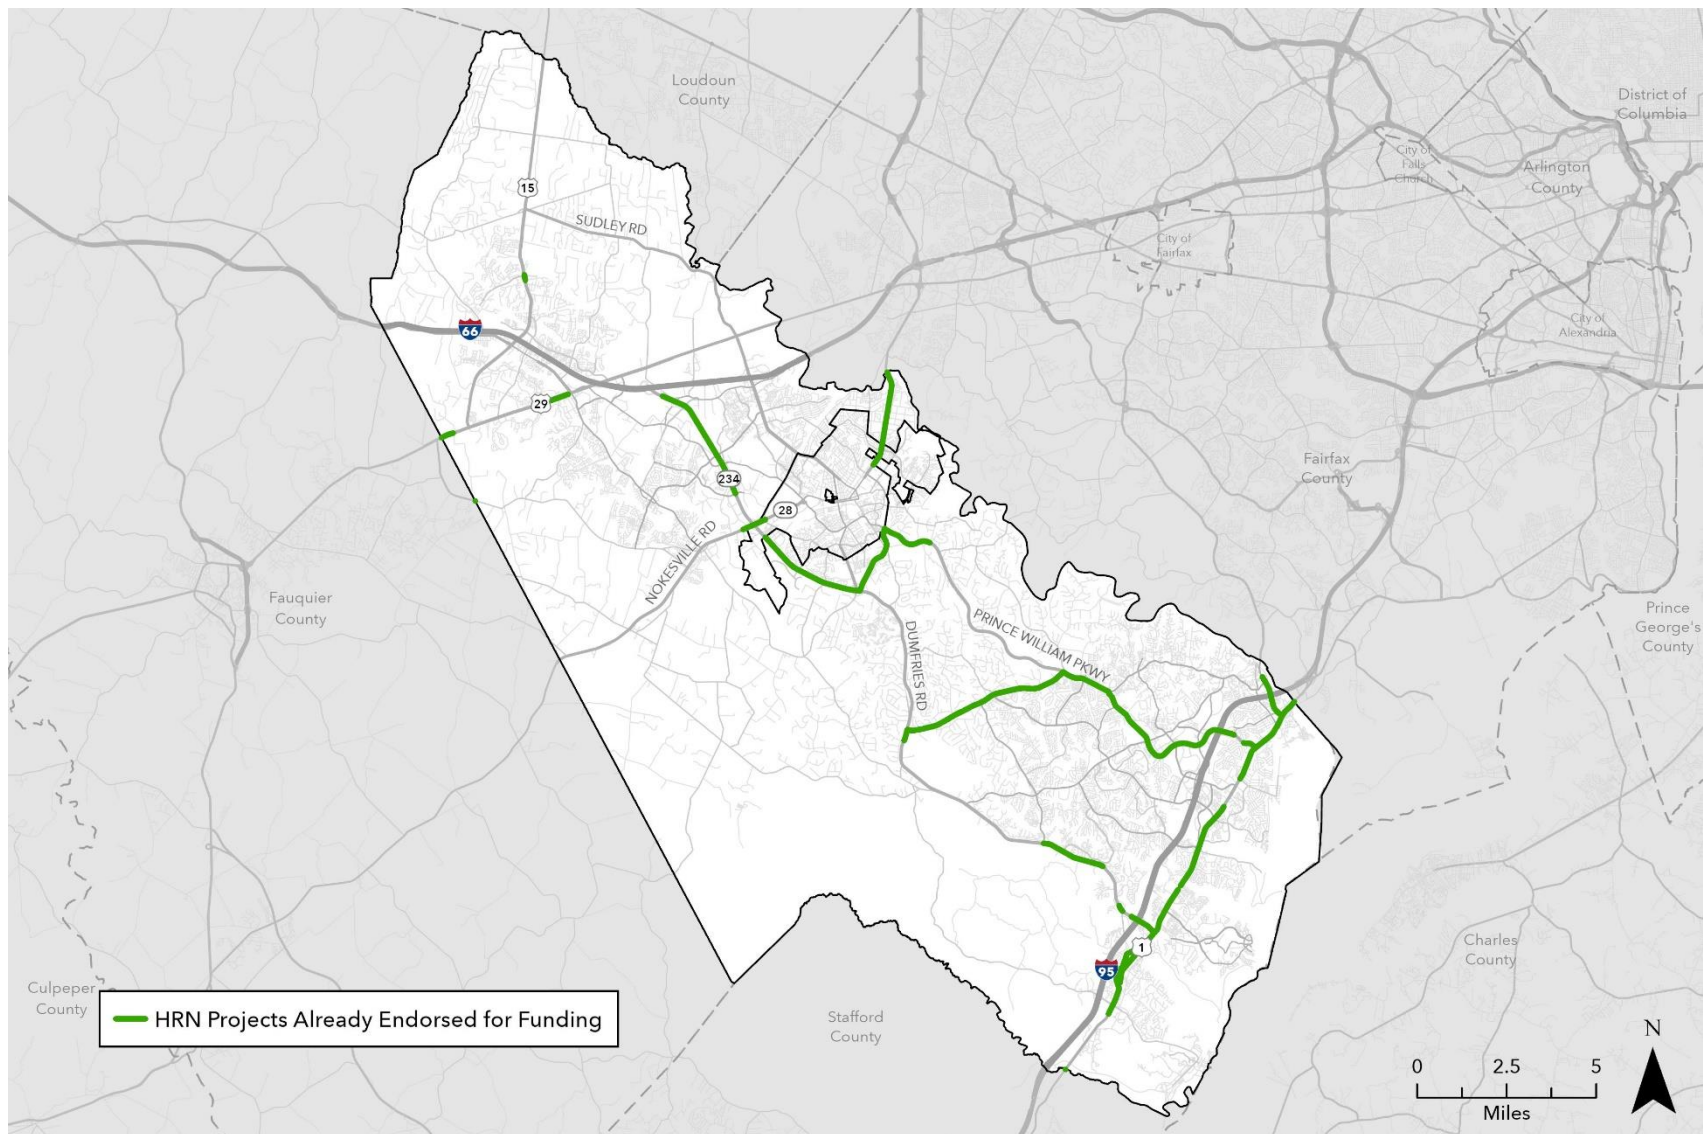 Loudoun
County
District of
Columbia
City of
Falls
Church
Arlington
County
15
SUDLEY RD
City of
Fairfax
City of
Alexandria
66
29
234
28
Fairfax
County
NOKESVILLE RD
Fauquier
County
DUMFRIES RD
PRINCE WILLIAM PKWY
Prince
George's
County
1
95
Charles
County
Culpeper
County
Stafford
County
HRN Projects Already Endorsed for Funding
N
0 2.5 5
Miles